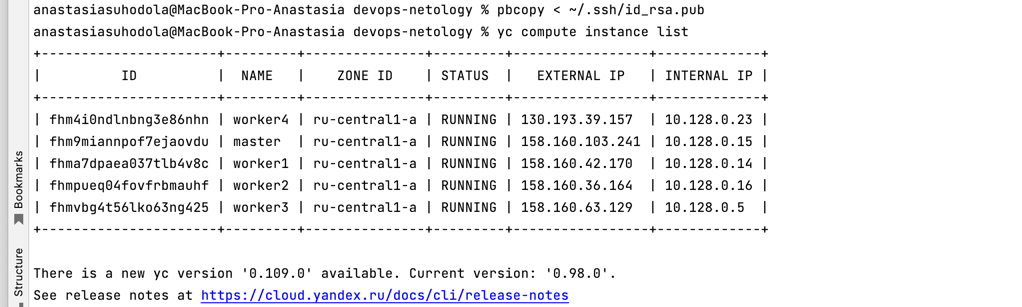 anastasiasuhodola@MacBook-Pro-Anastasia devops-netology % pbcopy < ~/.ssh/id_rsa.pub
anastasiasuhodola@MacBook-Pro-Anastasia devops-netology % yc compute instance list
+----------------------+---------+---------------+---------+-----------------+-------------+
|          ID          |  NAME   |    ZONE ID    | STATUS  |   EXTERNAL IP   | INTERNAL IP |
+----------------------+---------+---------------+---------+-----------------+-------------+
| fhm4i0ndlnbng3e86nhn | worker4 | ru-central1-a | RUNNING | 130.193.39.157  | 10.128.0.23 |
| fhm9miannpof7ejaovdu | master  | ru-central1-a | RUNNING | 158.160.103.241 | 10.128.0.15 |
| fhma7dpaea037tlb4v8c | worker1 | ru-central1-a | RUNNING | 158.160.42.170  | 10.128.0.14 |
| fhmpueq04fovfrbmauhf | worker2 | ru-central1-a | RUNNING | 158.160.36.164  | 10.128.0.16 |
| fhmvbg4t56lko63ng425 | worker3 | ru-central1-a | RUNNING | 158.160.63.129  | 10.128.0.5  |
+----------------------+---------+---------------+---------+-----------------+-------------+
There is a new yc version '0.109.0' available. Current version: '0.98.0'.
See release notes at https://cloud.yandex.ru/docs/cli/release-notes
Bookmarks
Structure